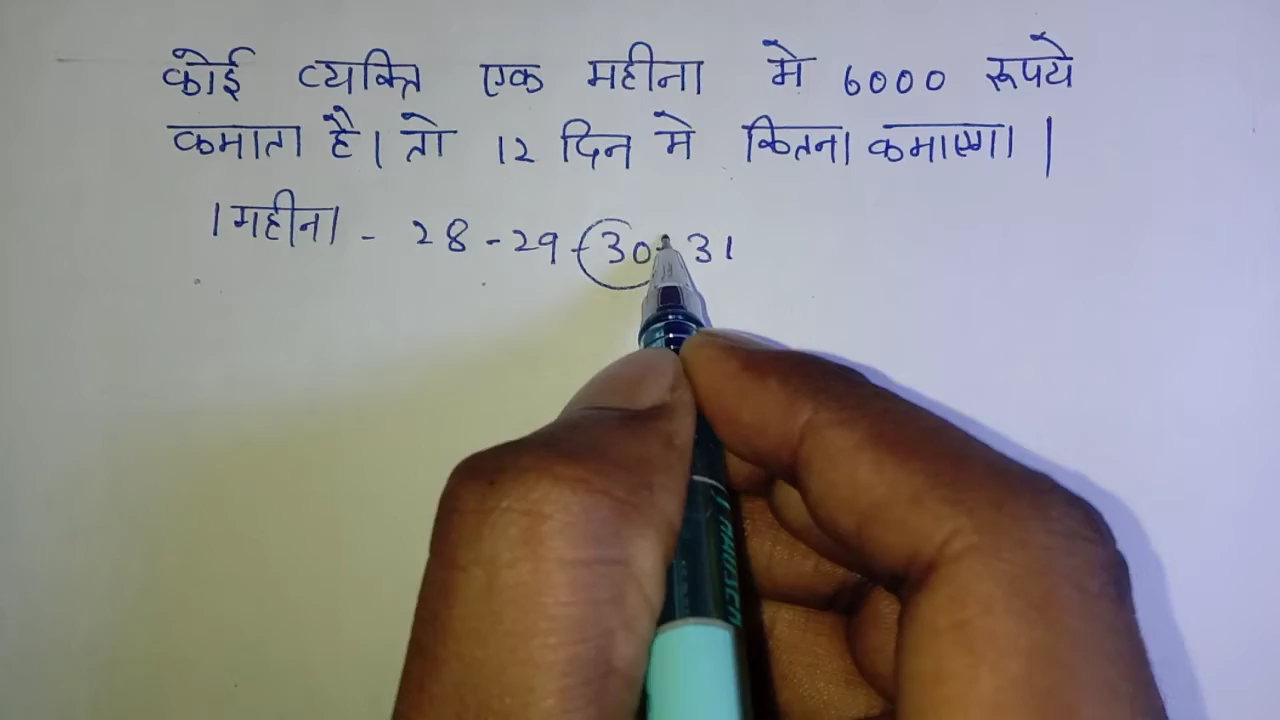 कोई व्यक्ति एक महीना मे 6000 रूपये
कमाता है। तो 12 दिन मे कितना कमाएगा।
1 महीना - 28 - 29 - 30 - 31